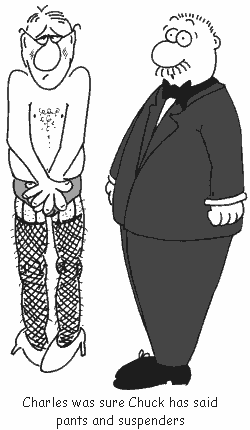 Charles was sure Chuck has said
pants and suspenders